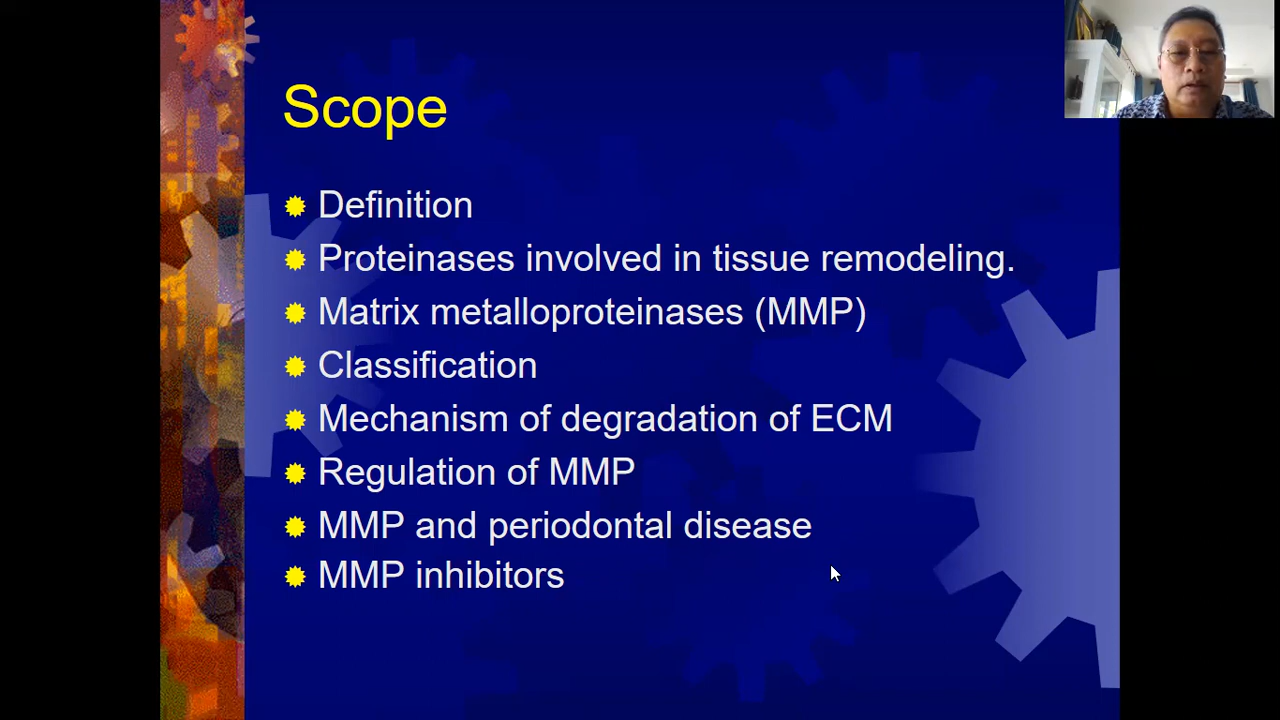 Scope
Definition
Proteinases involved in tissue remodeling.
Matrix metalloproteinases (MMP)
Classification
Mechanism of degradation of ECM
Regulation of MMP
MMP and periodontal disease
MMP inhibitors